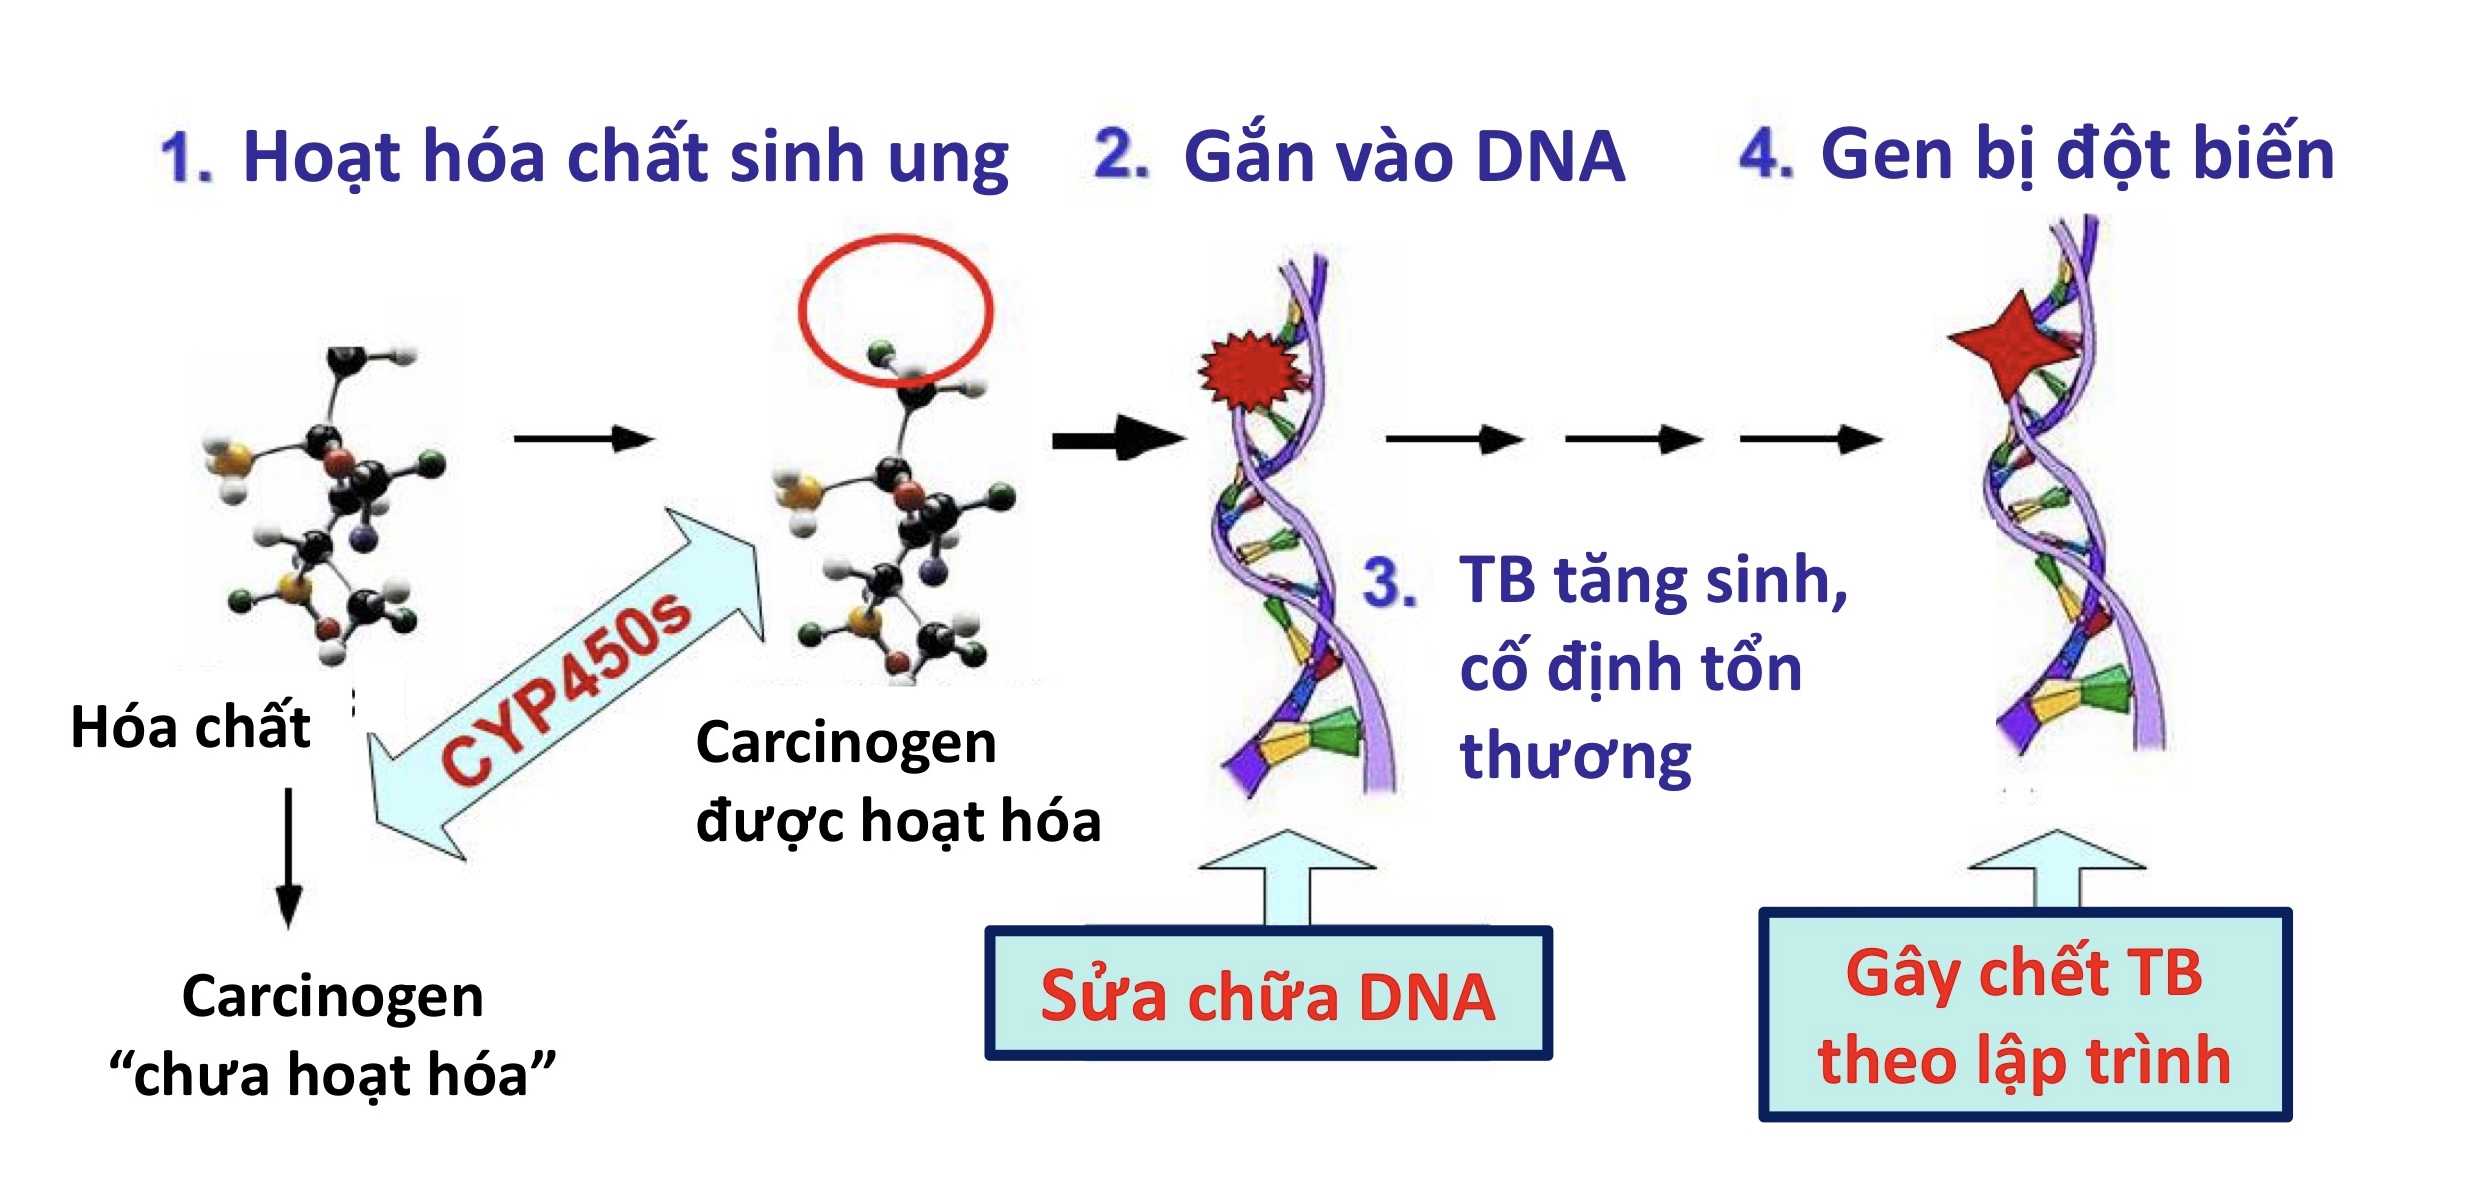 1. Hoạt hóa chất sinh ung
2. Gắn vào DNA
4. Gen bị đột biến
CYP450s
3. TB tăng sinh,
cố định tổn
thương
Hóa chất
Carcinogen
được hoạt hóa
Carcinogen
“chưa hoạt hóa”
Sửa chữa DNA
Gây chết TB
theo lập trình